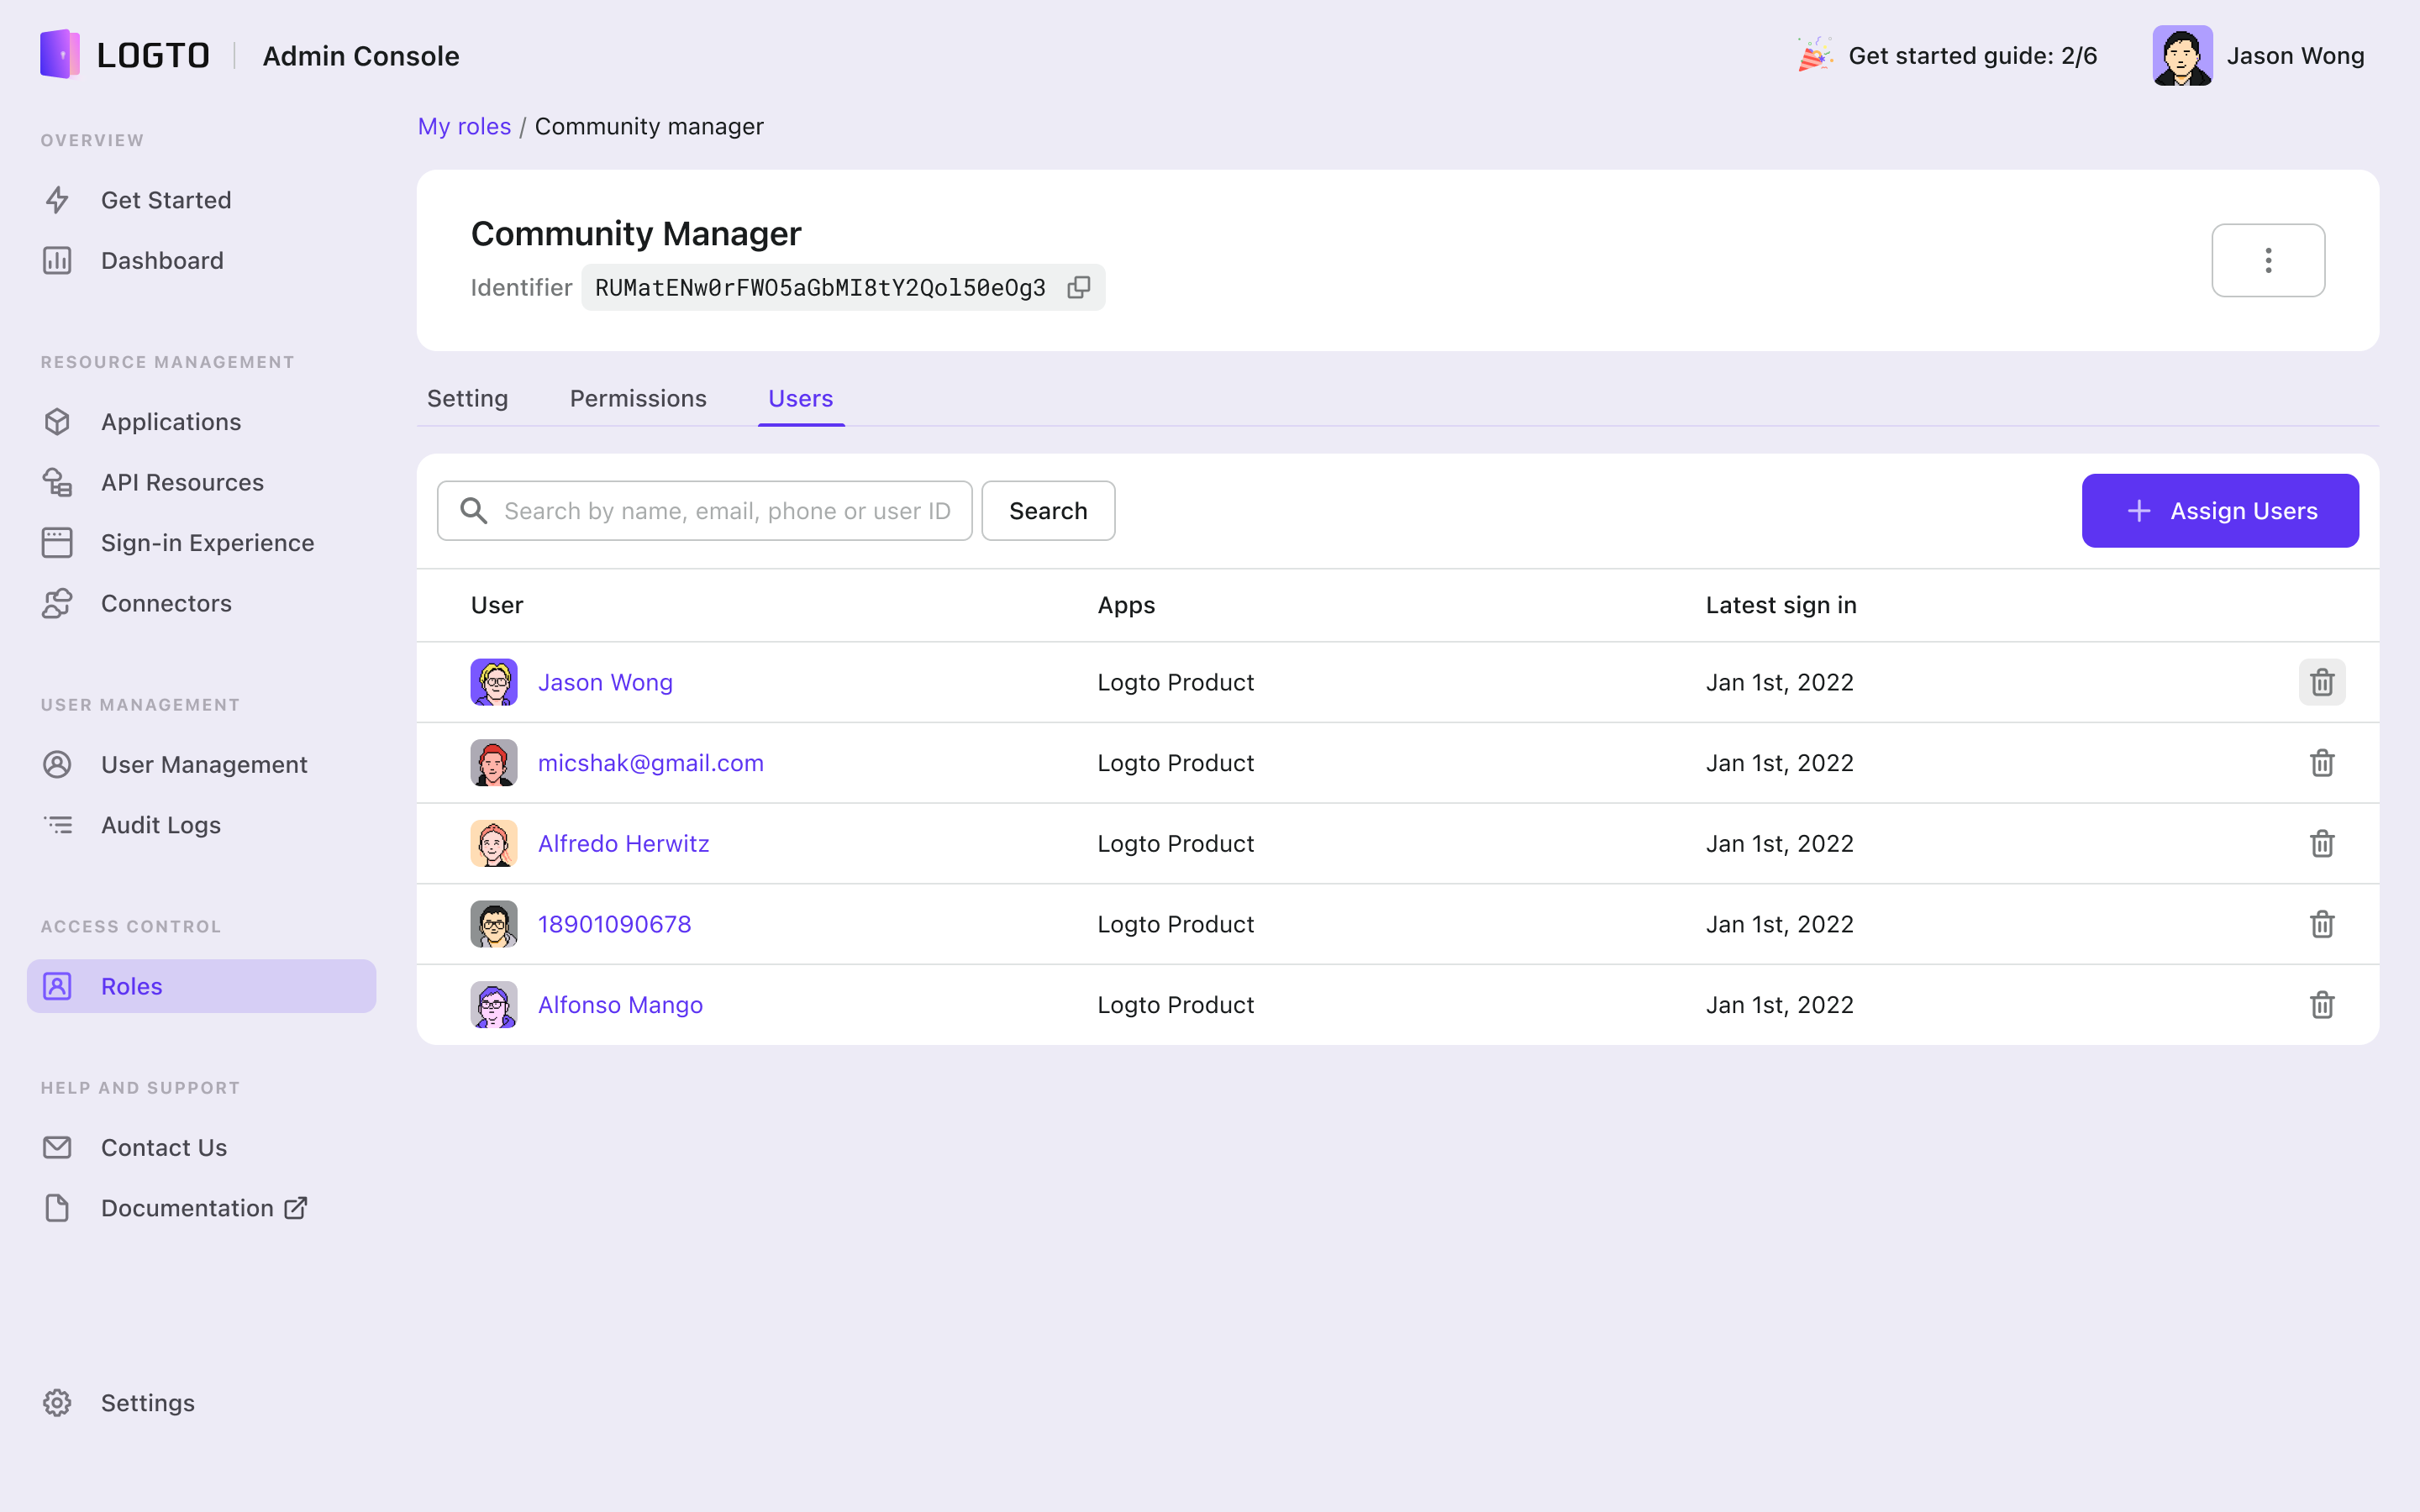 LOGTO
Admin Console
Get started guide: 2/6
Jason Wong
OVERVIEW
Get Started
Dashboard
RESOURCE MANAGEMENT
Applications
API Resources
Sign-in Experience
Connectors
USER MANAGEMENT
User Management
Audit Logs
ACCESS CONTROL
Roles
HELP AND SUPPORT
Contact Us
Documentation
Settings
My roles / Community manager
Community Manager
Identifier RUMatENw0rFWO5aGbMI8tY2Qol50eOg3
Setting Permissions Users
Search by name, email, phone or user ID Search
Assign Users
User Apps Latest sign in
Jason Wong Logto Product Jan 1st, 2022
micshak@gmail.com Logto Product Jan 1st, 2022
Alfredo Herwitz Logto Product Jan 1st, 2022
18901090678 Logto Product Jan 1st, 2022
Alfonso Mango Logto Product Jan 1st, 2022